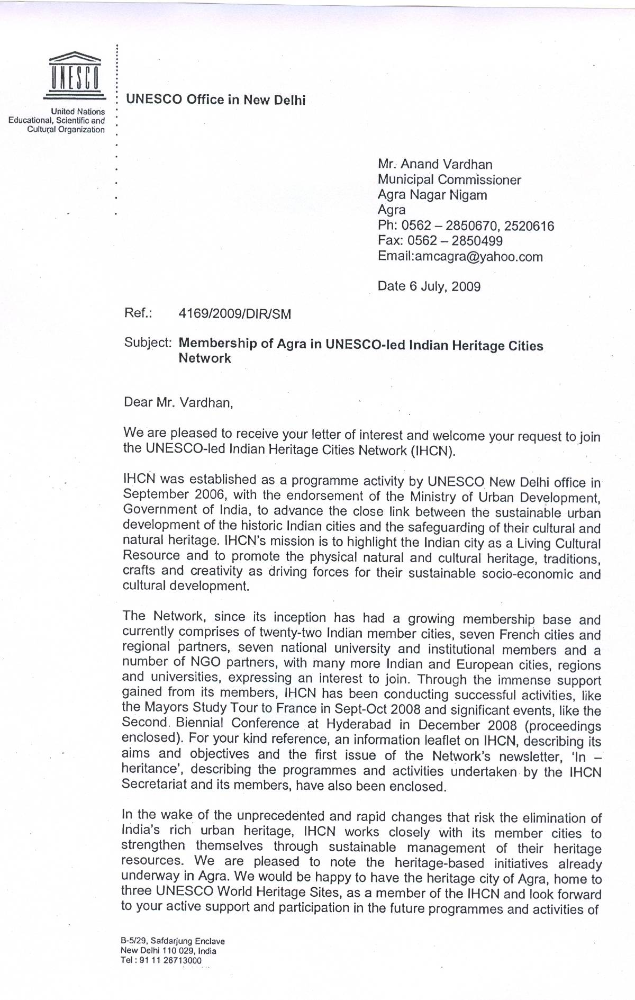 UNESCO
United Nations
Educational, Scientific and
Cultural Organization
UNESCO Office in New Delhi
Mr. Anand Vardhan
Municipal Commissioner
Agra Nagar Nigam
Agra
Ph: 0562 – 2850670, 2520616
Fax: 0562 – 2850499
Email:amcagra@yahoo.com
Date 6 July, 2009
Ref.: 4169/2009/DIR/SM
Subject: Membership of Agra in UNESCO-led Indian Heritage Cities
Network
Dear Mr. Vardhan,
We are pleased to receive your letter of interest and welcome your request to join
the UNESCO-led Indian Heritage Cities Network (IHCN).
IHCN was established as a programme activity by UNESCO New Delhi office in
September 2006, with the endorsement of the Ministry of Urban Development,
Government of India, to advance the close link between the sustainable urban
development of the historic Indian cities and the safeguarding of their cultural and
natural heritage. IHCN's mission is to highlight the Indian city as a Living Cultural
Resource and to promote the physical natural and cultural heritage, traditions,
crafts and creativity as driving forces for their sustainable socio-economic and
cultural development.
The Network, since its inception has had a growing membership base and
currently comprises of twenty-two Indian member cities, seven French cities and
regional partners, seven national university and institutional members and a
number of NGO partners, with many more Indian and European cities, regions
and universities, expressing an interest to join. Through the immense support
gained from its members, IHCN has been conducting successful activities, like
the Mayors Study Tour to France in Sept-Oct 2008 and significant events, like the
Second Biennial Conference at Hyderabad in December 2008 (proceedings
enclosed). For your kind reference, an information leaflet on IHCN, describing its
aims and objectives and the first issue of the Network's newsletter, 'In –
heritance', describing the programmes and activities undertaken by the IHCN
Secretariat and its members, have also been enclosed.
In the wake of the unprecedented and rapid changes that risk the elimination of
India's rich urban heritage, IHCN works closely with its member cities to
strengthen themselves through sustainable management of their heritage
resources. We are pleased to note the heritage-based initiatives already
underway in Agra. We would be happy to have the heritage city of Agra, home to
three UNESCO World Heritage Sites, as a member of the IHCN and look forward
to your active support and participation in the future programmes and activities of
B-5/29, Safdarjung Enclave
New Delhi 110 029, India
Tel : 91 11 26713000